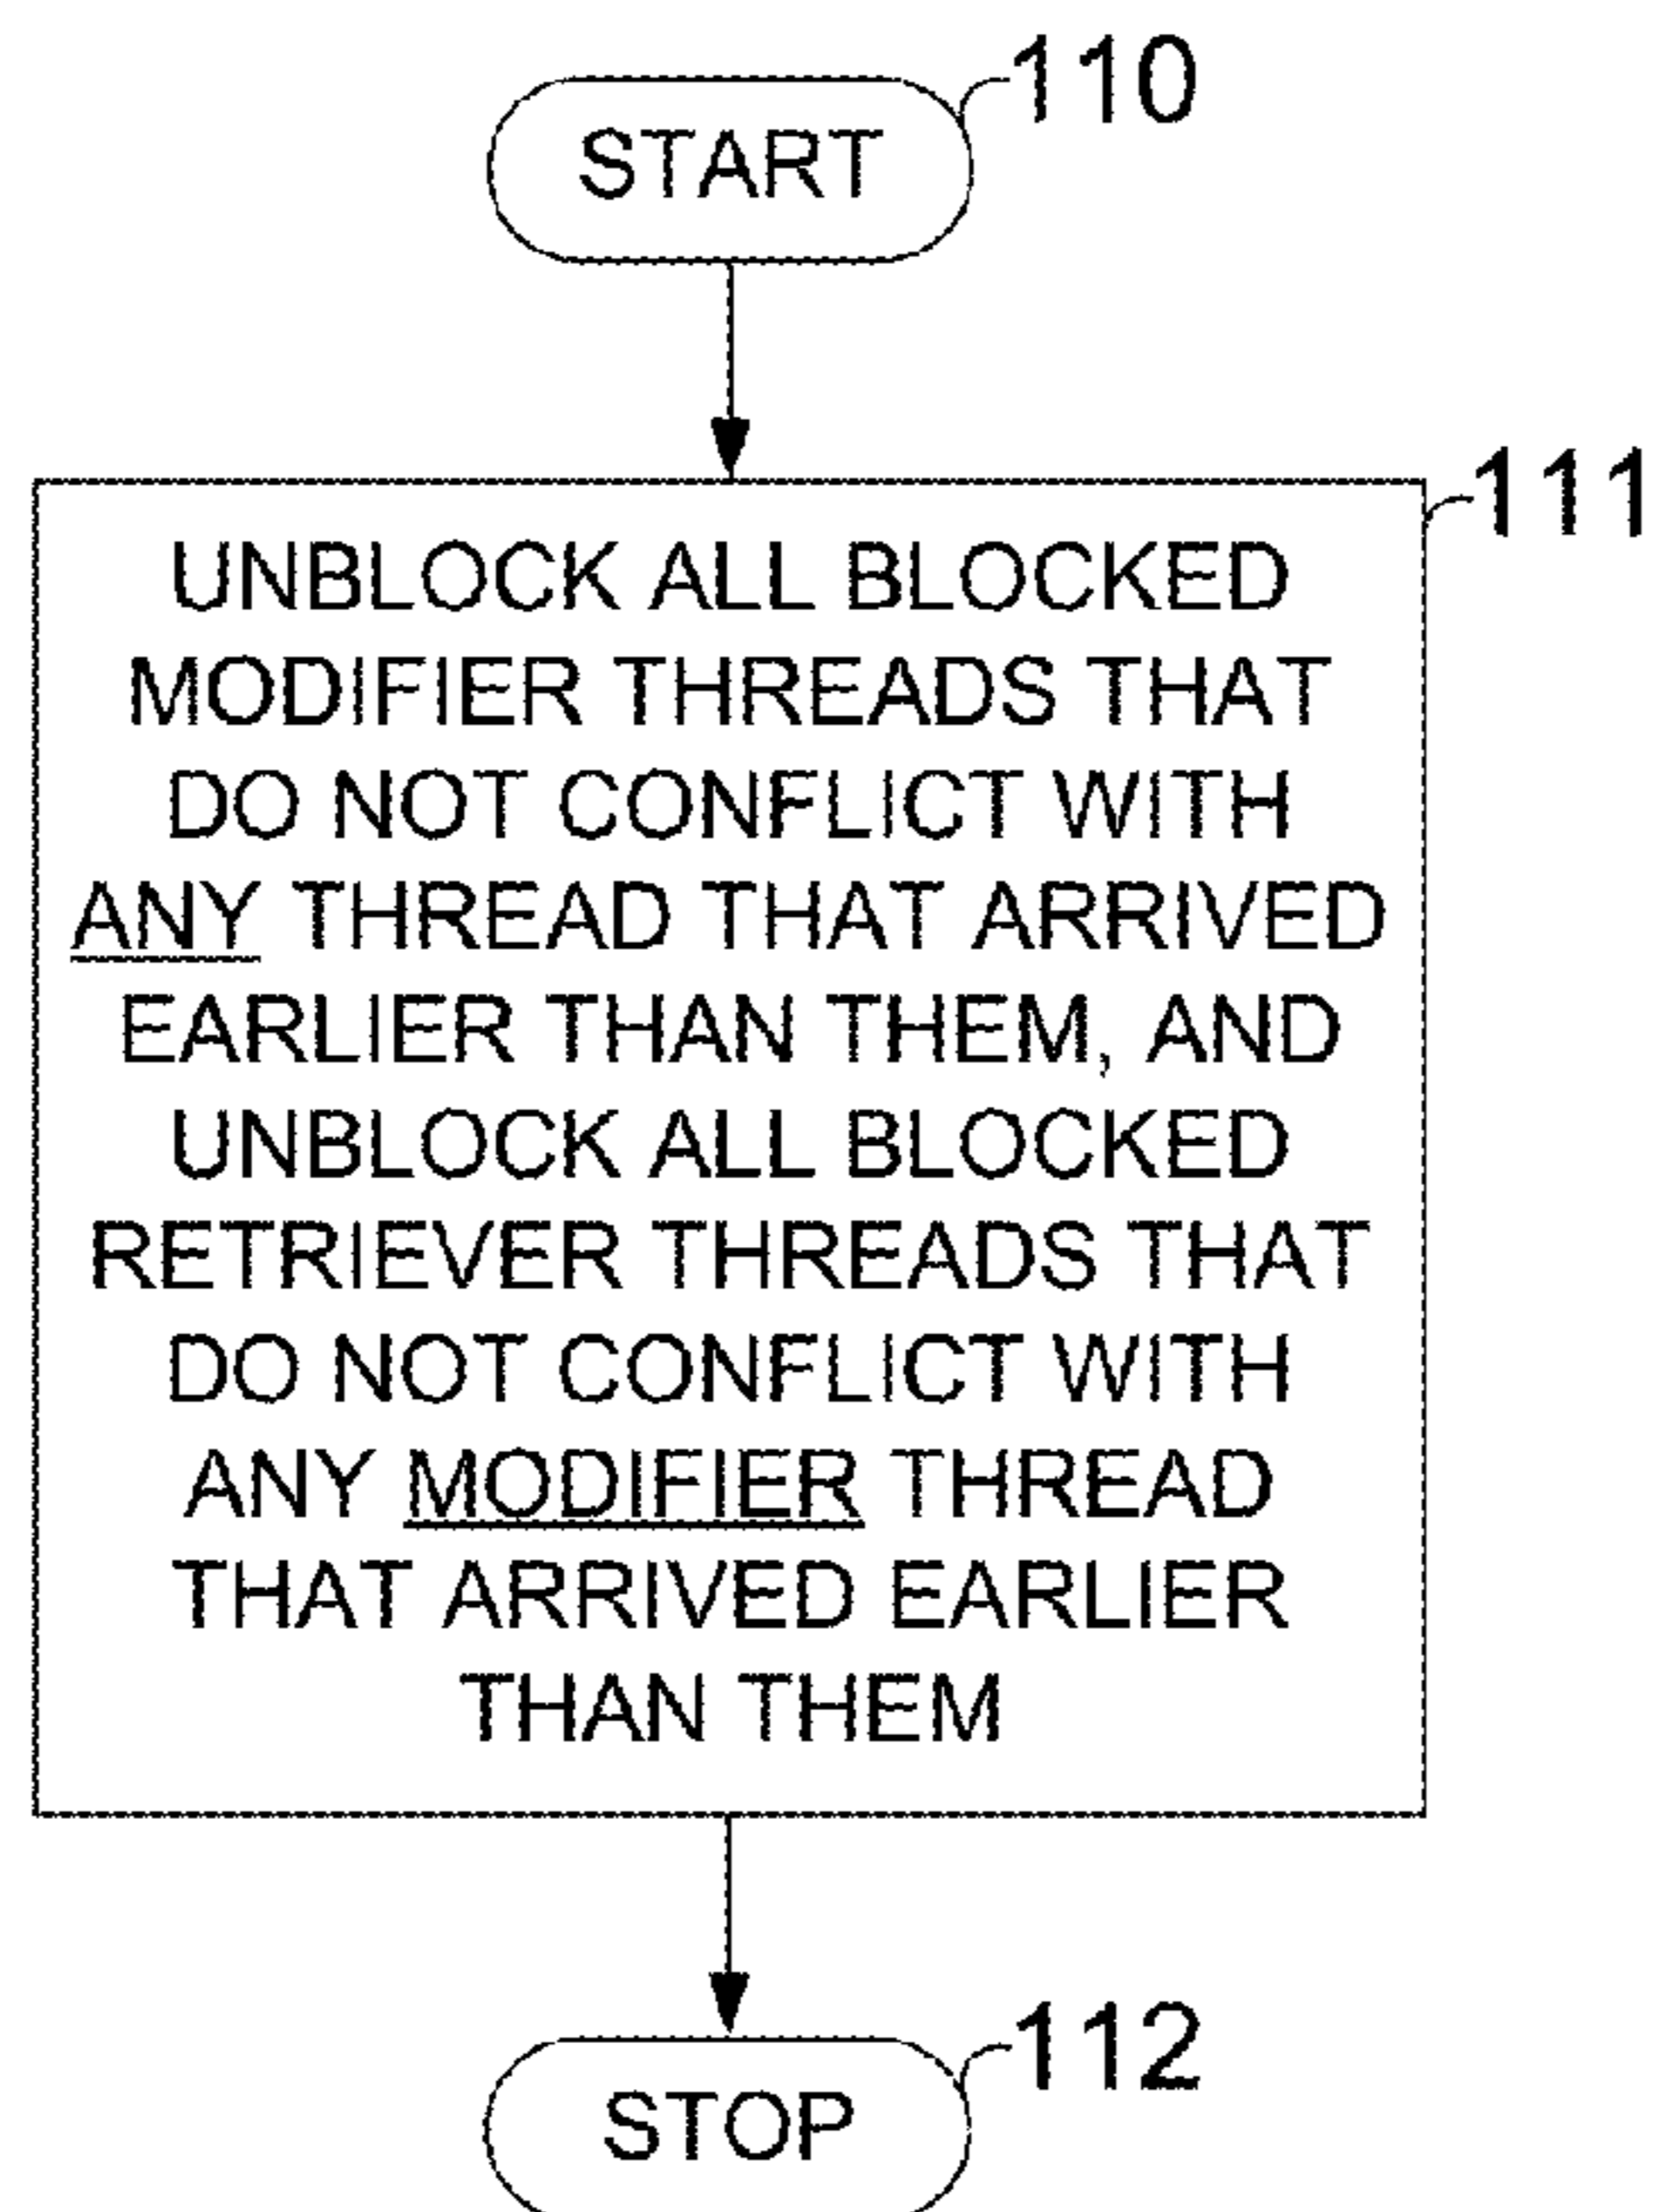 110
START
111
UNBLOCK ALL BLOCKED
MODIFIER THREADS THAT
DO NOT CONFLICT WITH
ANY THREAD THAT ARRIVED
EARLIER THAN THEM, AND
UNBLOCK ALL BLOCKED
RETRIEVER THREADS THAT
DO NOT CONFLICT WITH
ANY MODIFIER THREAD
THAT ARRIVED EARLIER
THAN THEM
112
STOP